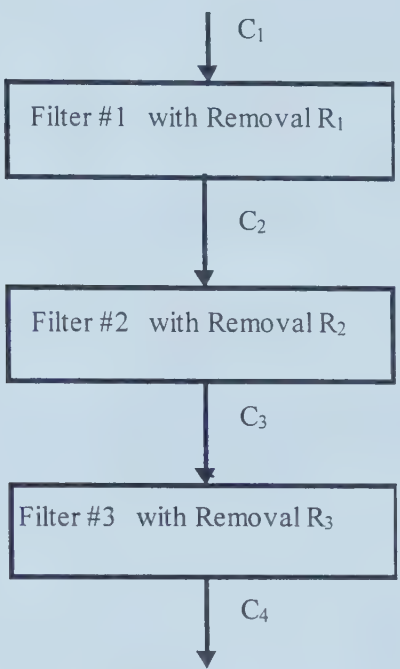 C₁
Filter #1 with Removal R₁
C₂
Filter #2 with Removal R₂
C₃
Filter #3 with Removal R₃
C₄